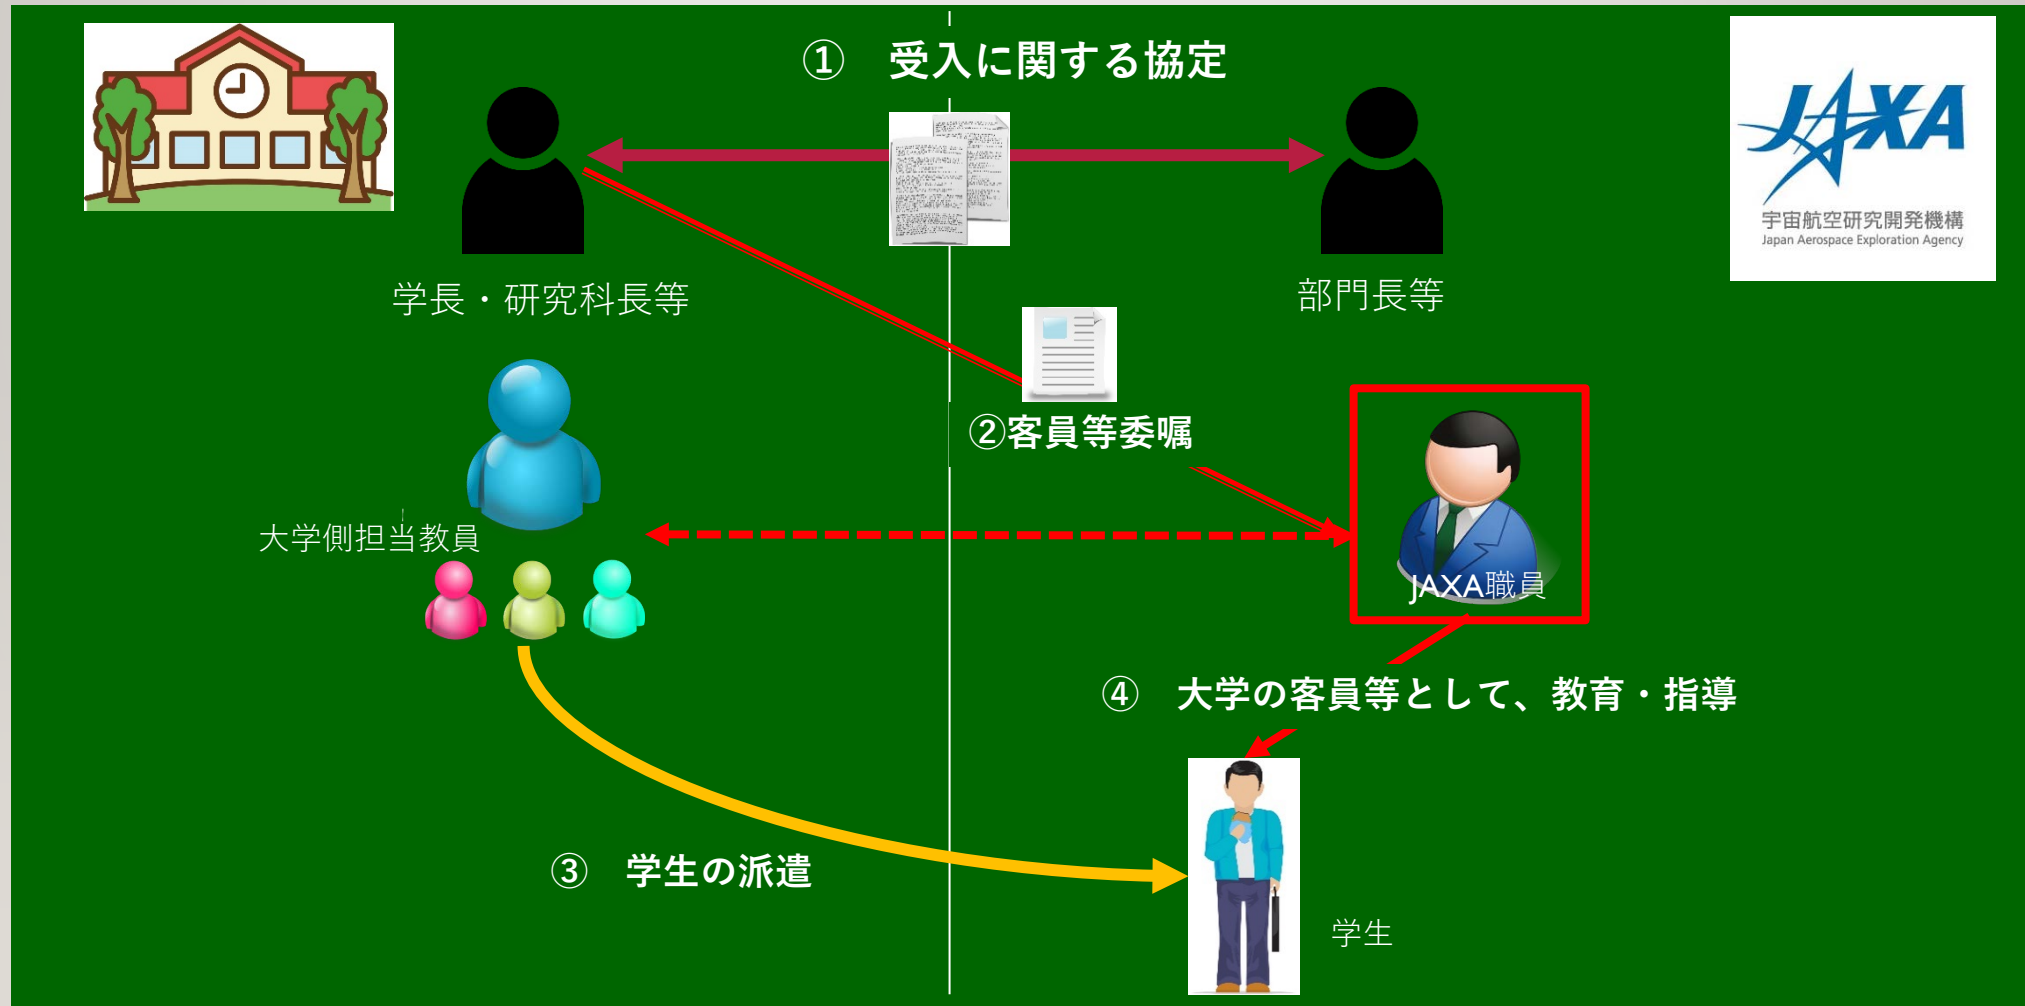 ① 受入に関する協定
JAXA
宇宙航空研究開発機構
Japan Aerospace Exploration Agency
学長・研究科長等
部門長等
②客員等委嘱
大学側担当教員
JAXA職員
④ 大学の客員等として、教育・指導
③ 学生の派遣
学生